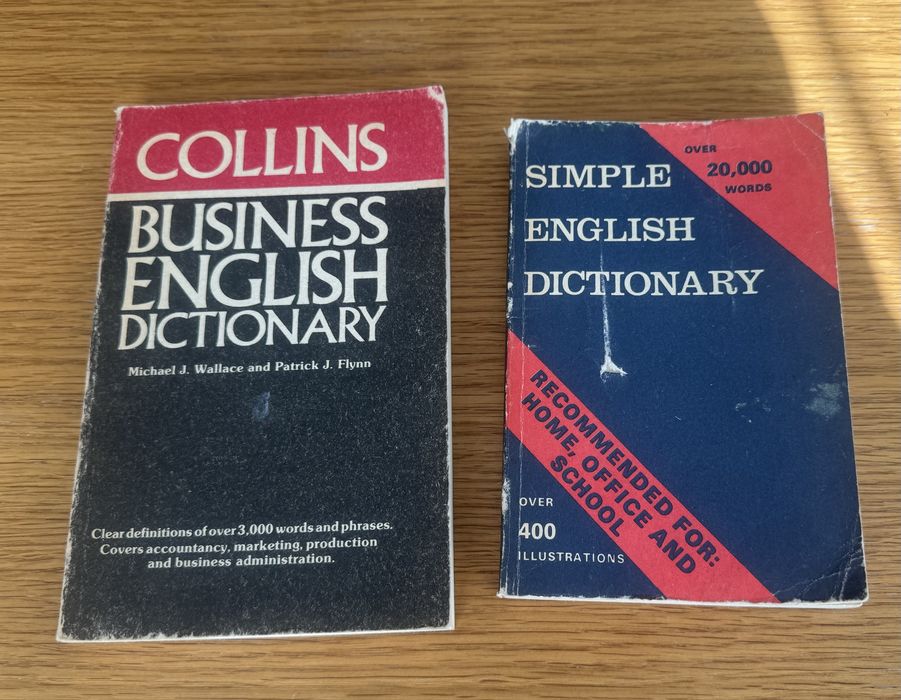 COLLINS
BUSINESS
ENGLISH
DICTIONARY
Michael J. Wallace and Patrick J. Flynn
Clear definitions of over 3,000 words and phrases.
Covers accountancy, marketing, production
and business administration.
OVER
20,000
WORDS
SIMPLE
ENGLISH
DICTIONARY
RECOMMENDED FOR:
HOME, OFFICE AND
SCHOOL
OVER
400
ILLUSTRATIONS